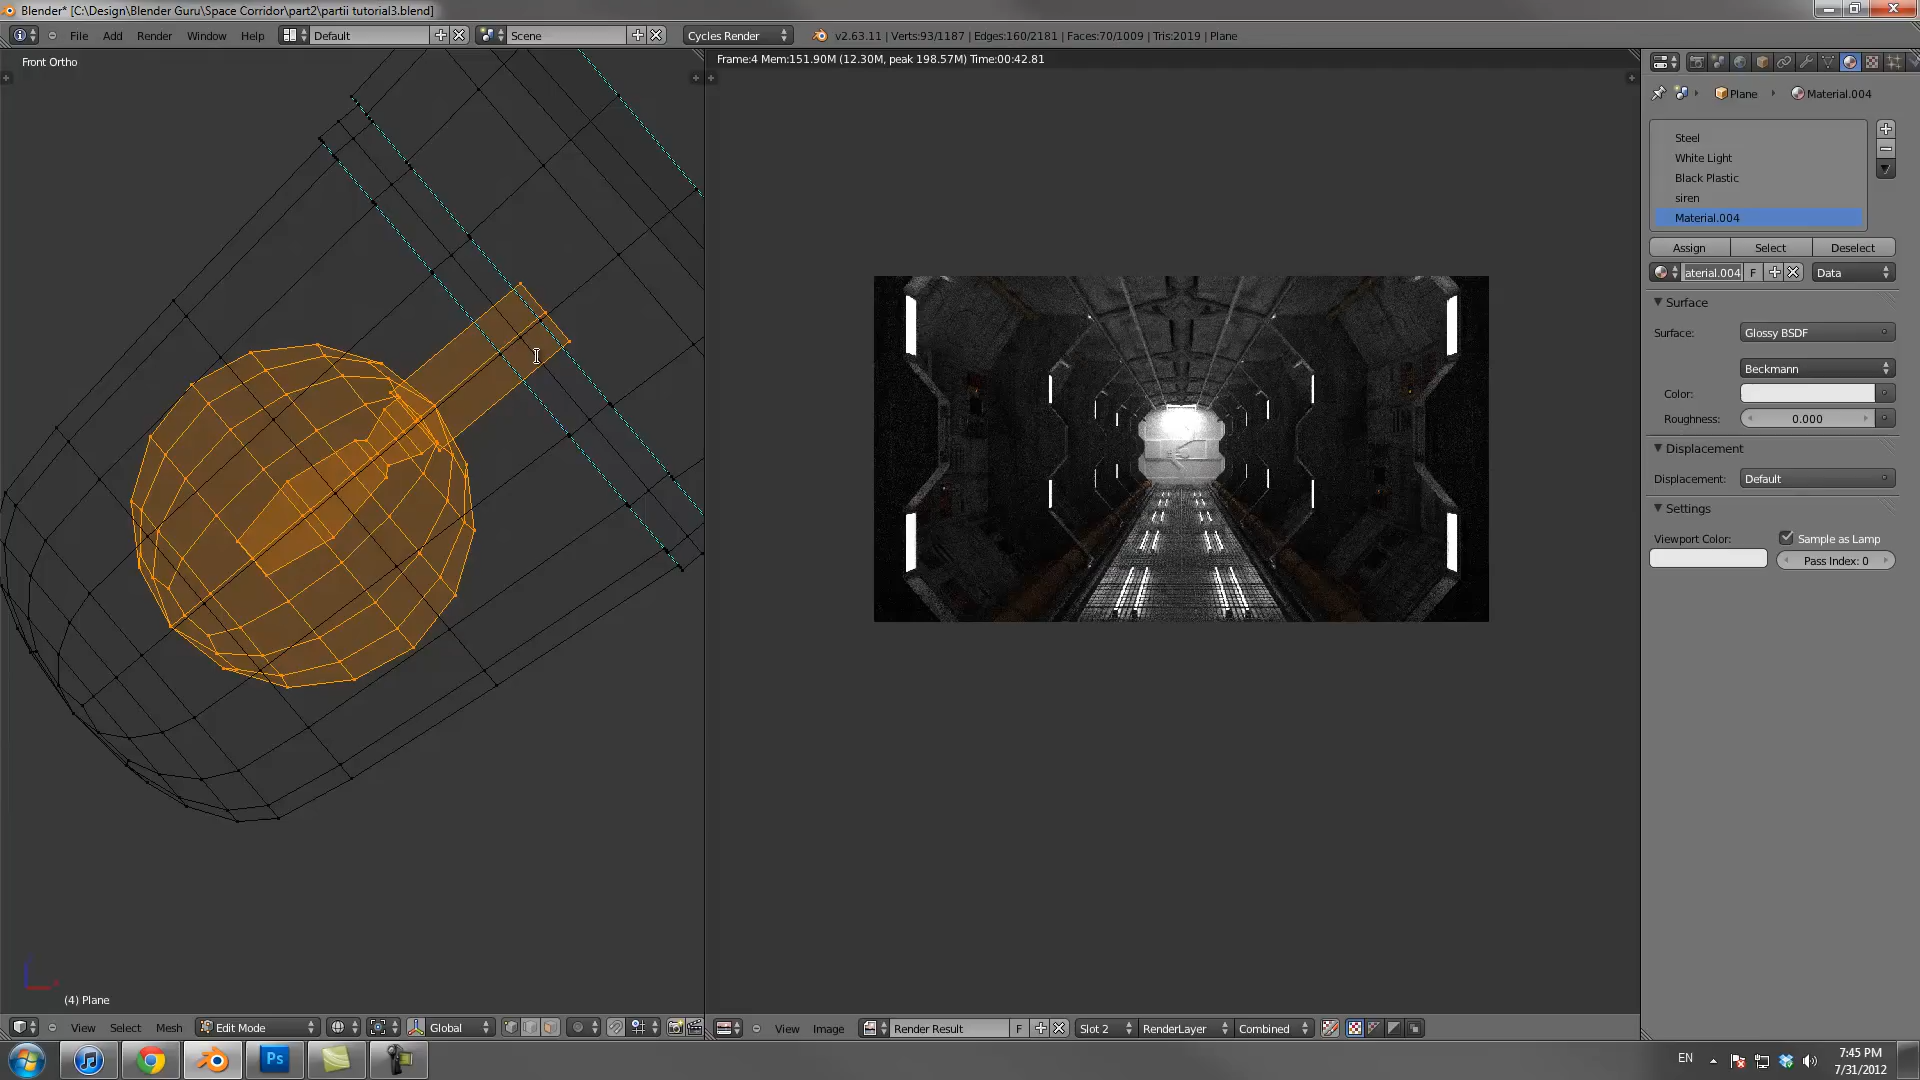 Blender* [C:\Design\Blender Guru\Space Corridor\part2\partii tutorial3.blend]
File Add Render Window Help Default Scene Cycles Render v2.63.11 | Verts:93/1187 | Edges:160/2181 | Faces:70/1009 | Tris:2019 | Plane
Front Ortho
Frame:4 Mem:151.90M (12.30M, peak 198.57M) Time:00:42.81
Plane Material.004
Steel
White Light
Black Plastic
siren
Material.004
Assign Select Deselect
aterial.004 F Data
Surface
Surface: Glossy BSDF
Beckmann
Color:
Roughness: 0.000
Displacement
Displacement: Default
Settings
Viewport Color: Sample as Lamp
Pass Index: 0
(4) Plane
View Select Mesh Edit Mode Global
View Image Render Result F Slot 2 RenderLayer Combined
Ps
EN
7:45 PM
7/31/2012